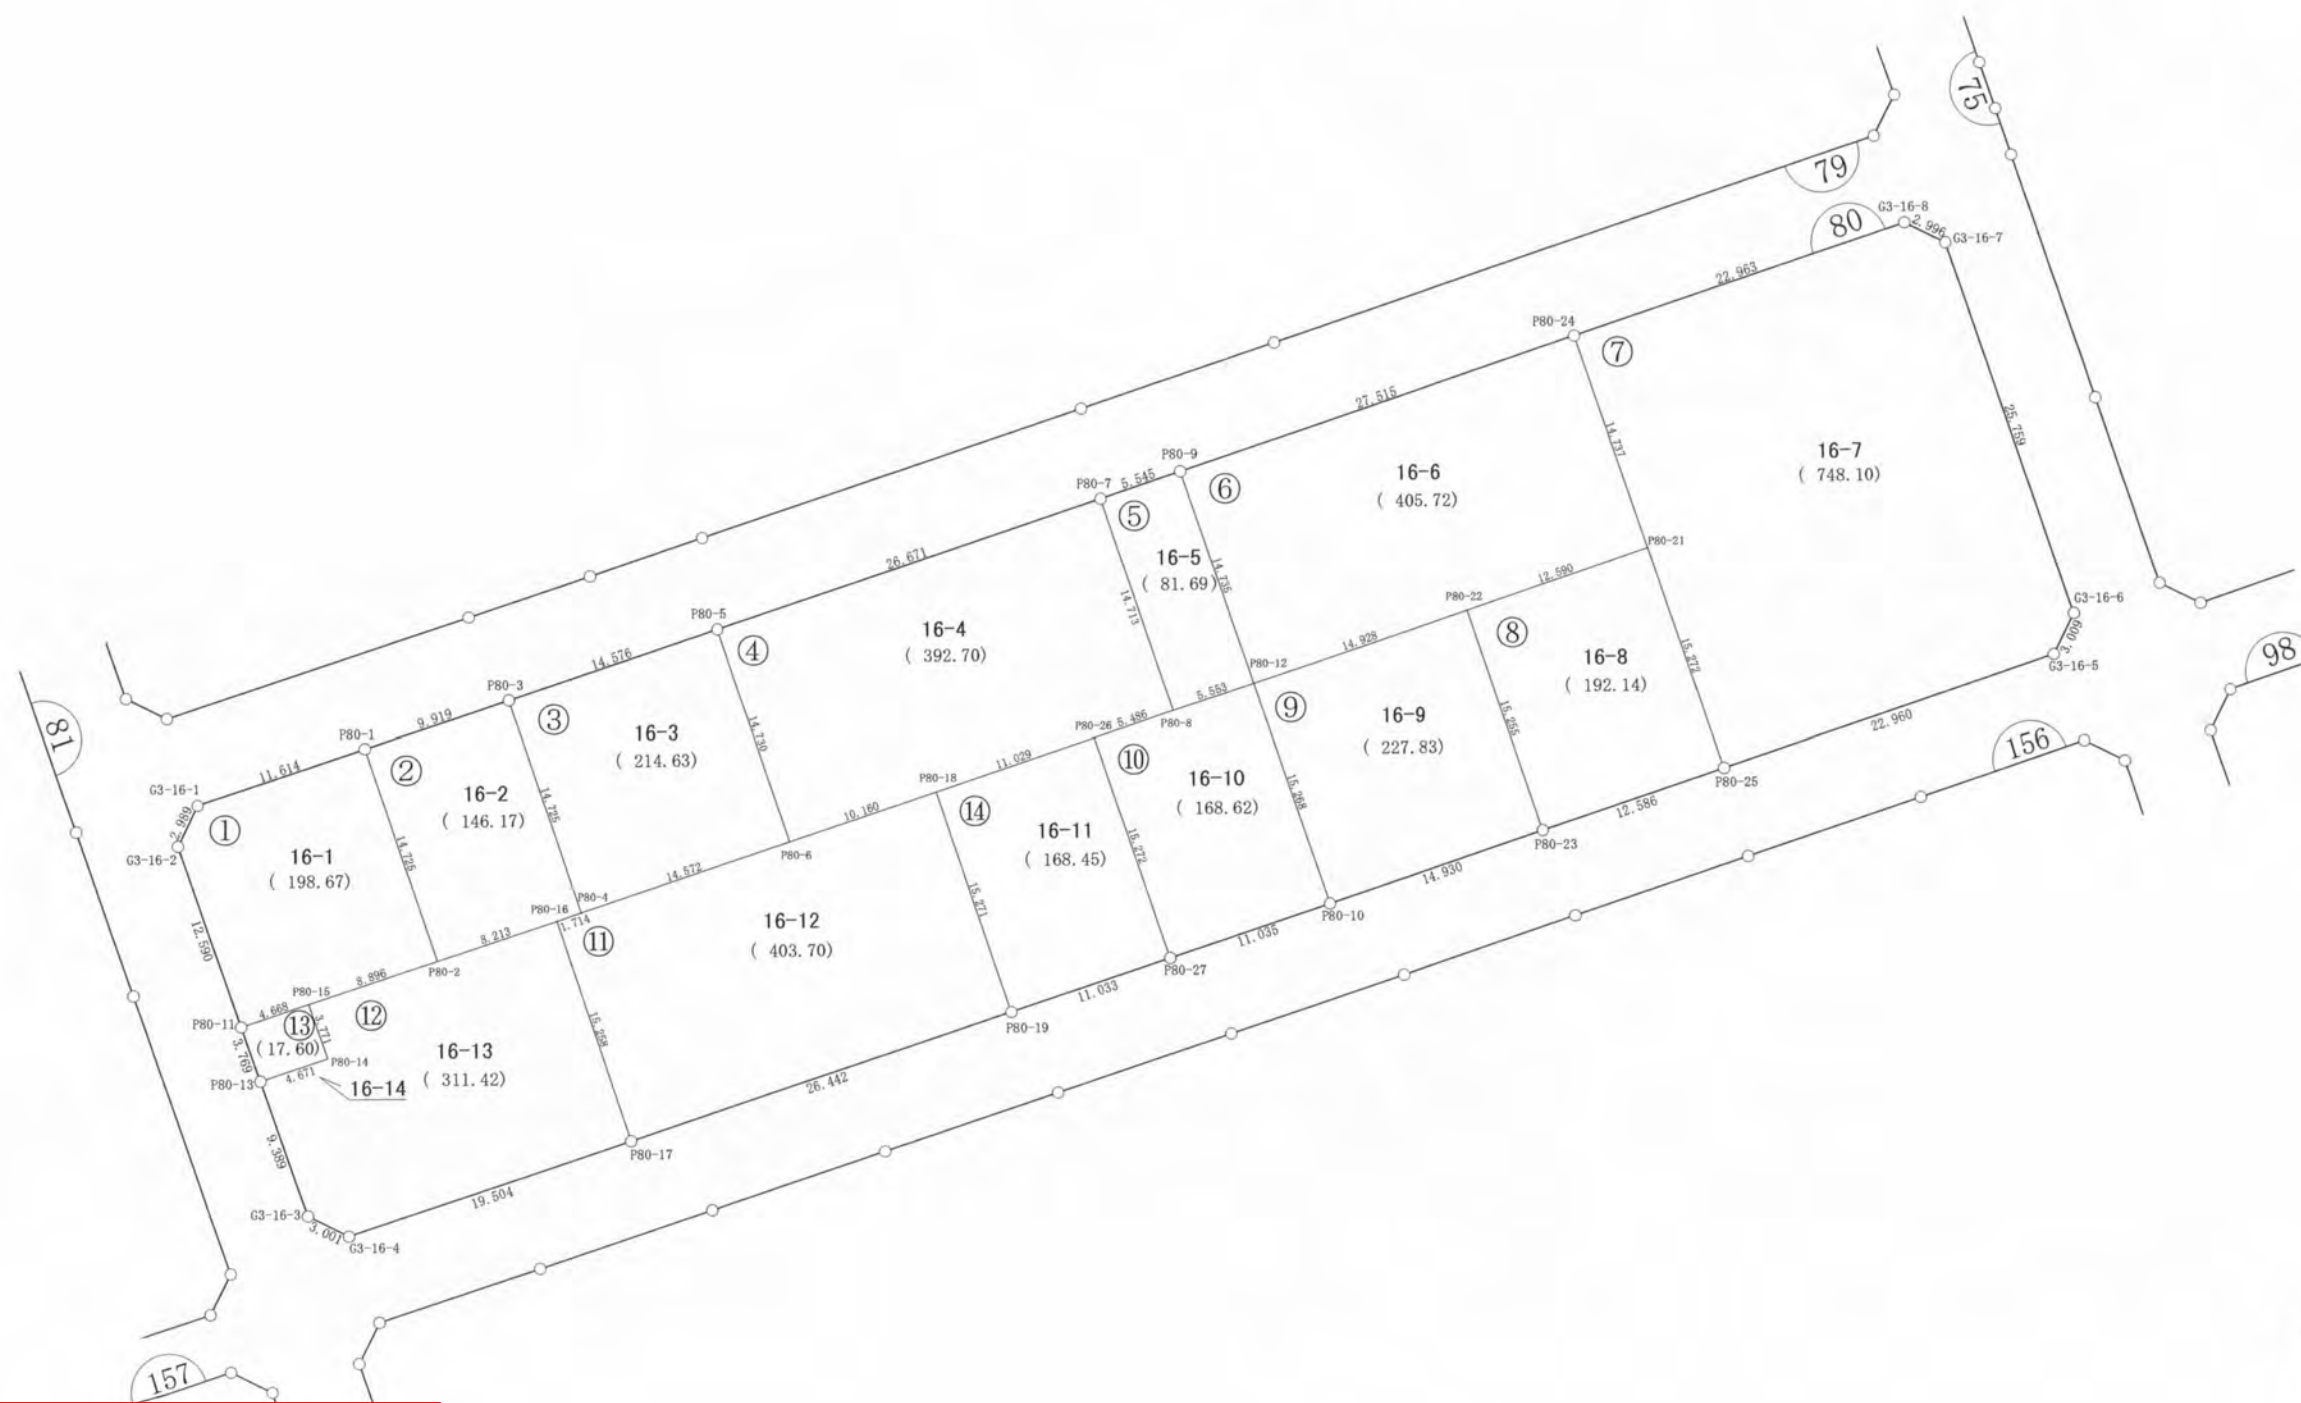 75
79
80
G3-16-8
2.996
G3-16-7
22.963
P80-24
⑦
27.515
14.737
25.759
16-7
( 748.10)
P80-9
5.545
P80-7
⑥
16-6
( 405.72)
⑤
26.671
16-5
( 81.69)
14.735
14.713
P80-21
12.590
P80-22
⑧
14.928
G3-16-6
3.009
G3-16-5
98
P80-5
14.576
④
16-4
( 392.70)
P80-12
5.553
16-8
( 192.14)
15.272
P80-3
9.919
③
16-3
( 214.63)
14.730
P80-26
5.486
P80-8
⑨
16-9
( 227.83)
15.255
22.960
156
81
P80-1
11.614
②
G3-16-1
2.989
①
G3-16-2
16-2
( 146.17)
14.725
11.029
⑩
16-10
( 168.62)
15.268
P80-18
10.160
⑭
P80-25
12.586
P80-23
16-1
( 198.67)
14.725
P80-6
14.572
16-11
( 168.45)
15.272
14.930
P80-10
P80-4
P80-16
1.714
⑪
16-12
( 403.70)
15.271
11.035
P80-27
12.590
8.213
P80-2
8.896
P80-15
4.668
P80-11
⑬
3.771
⑫
(17.60)
3.769
P80-14
P80-13
4.671
16-14
16-13
( 311.42)
15.258
11.033
P80-19
26.442
9.389
P80-17
19.504
G3-16-3
3.001
G3-16-4
157